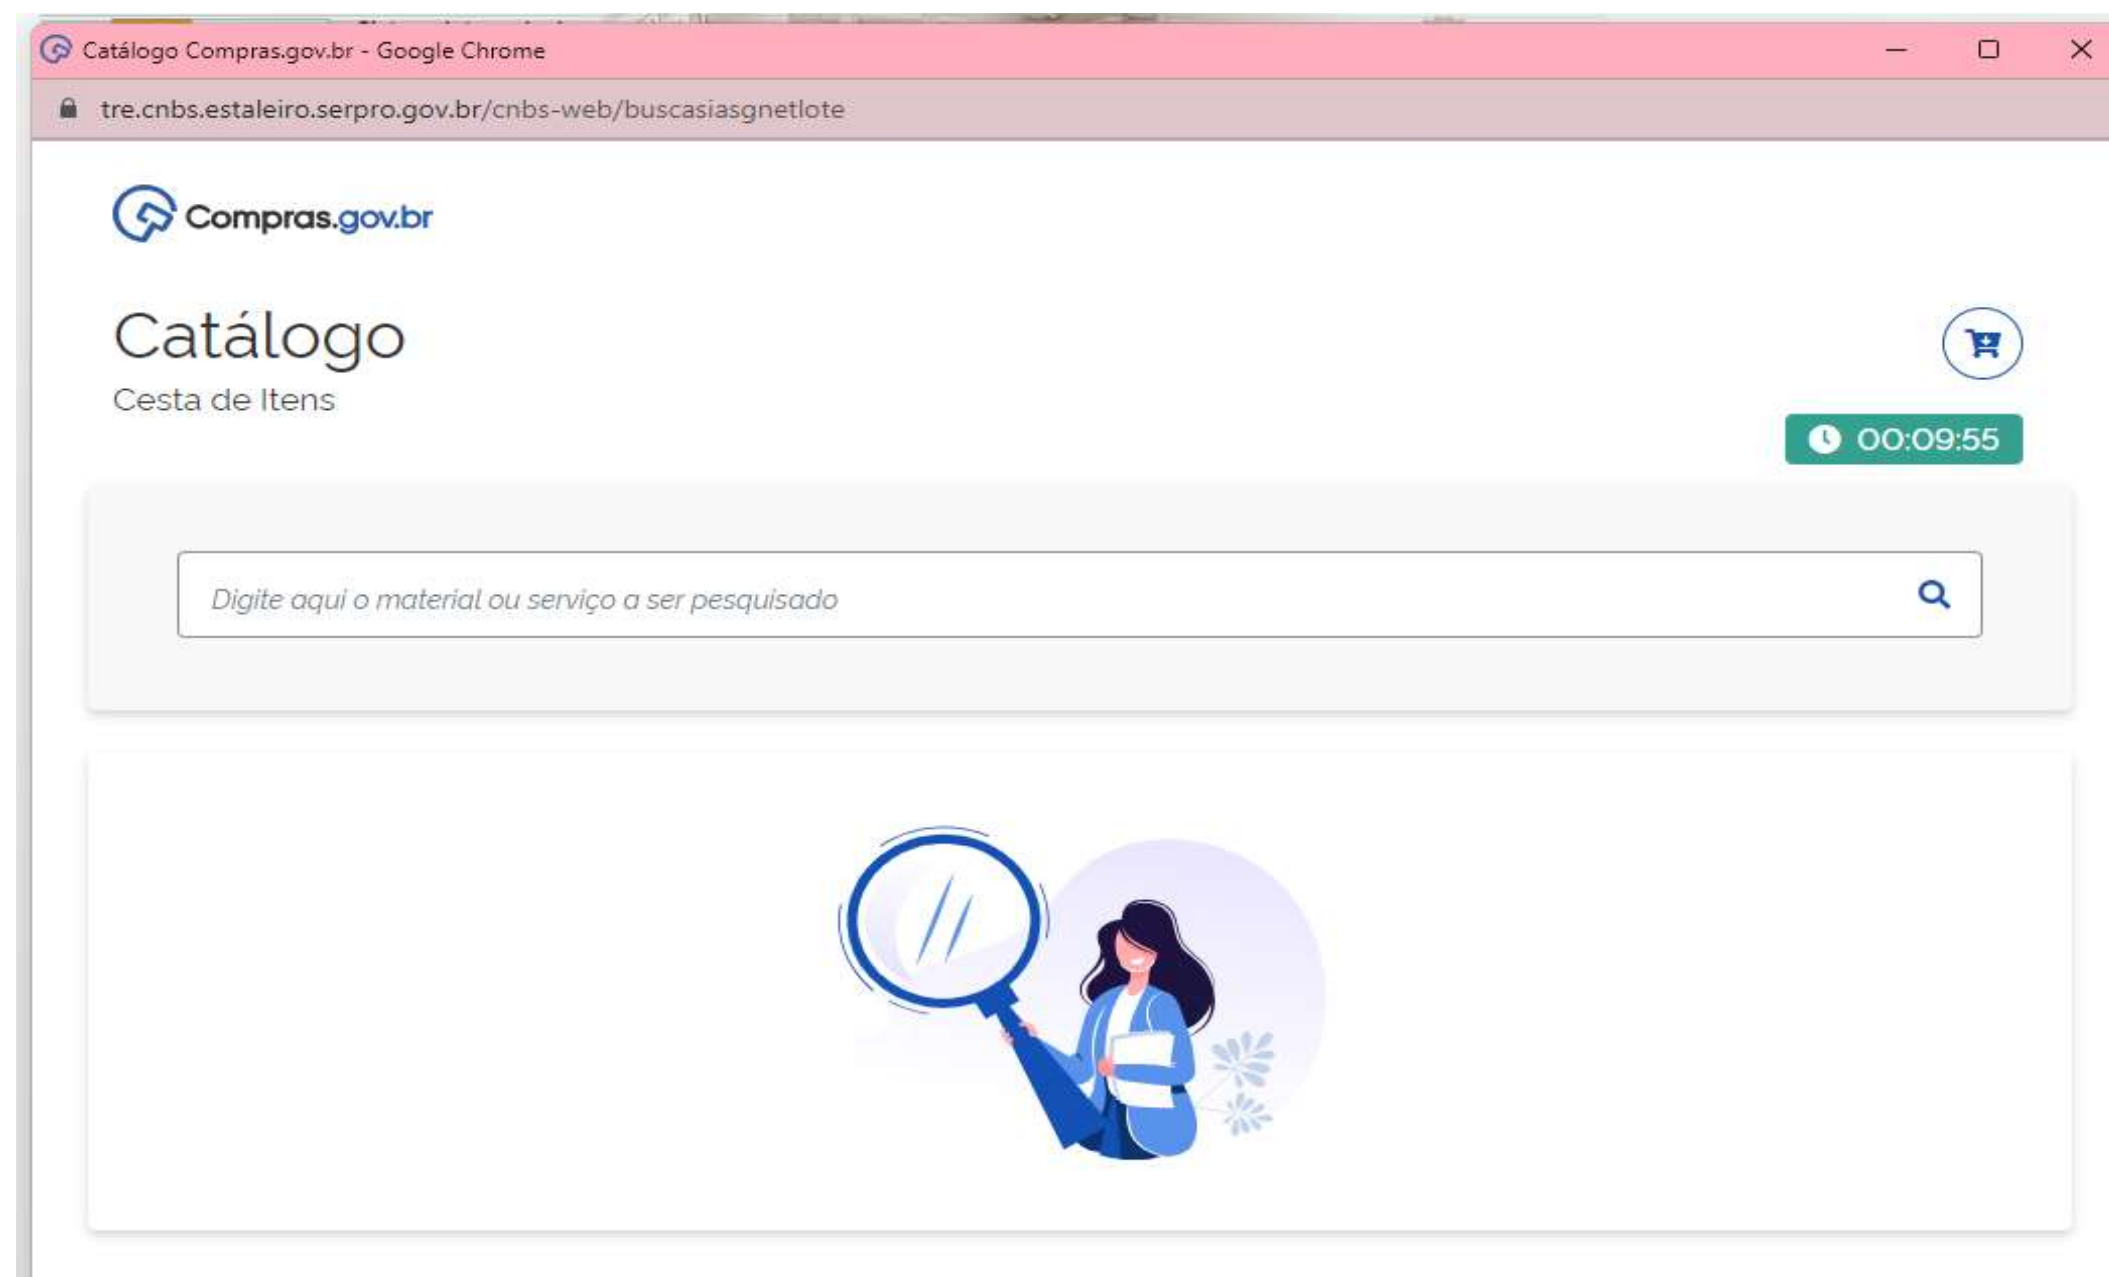 Catálogo Compras.gov.br - Google Chrome
tre.cnbs.estaleiro.serpro.gov.br/cnbs-web/buscasiasgnetlote
Compras.gov.br
Catálogo
Cesta de Itens
00:09:55
Digite aqui o material ou serviço a ser pesquisado